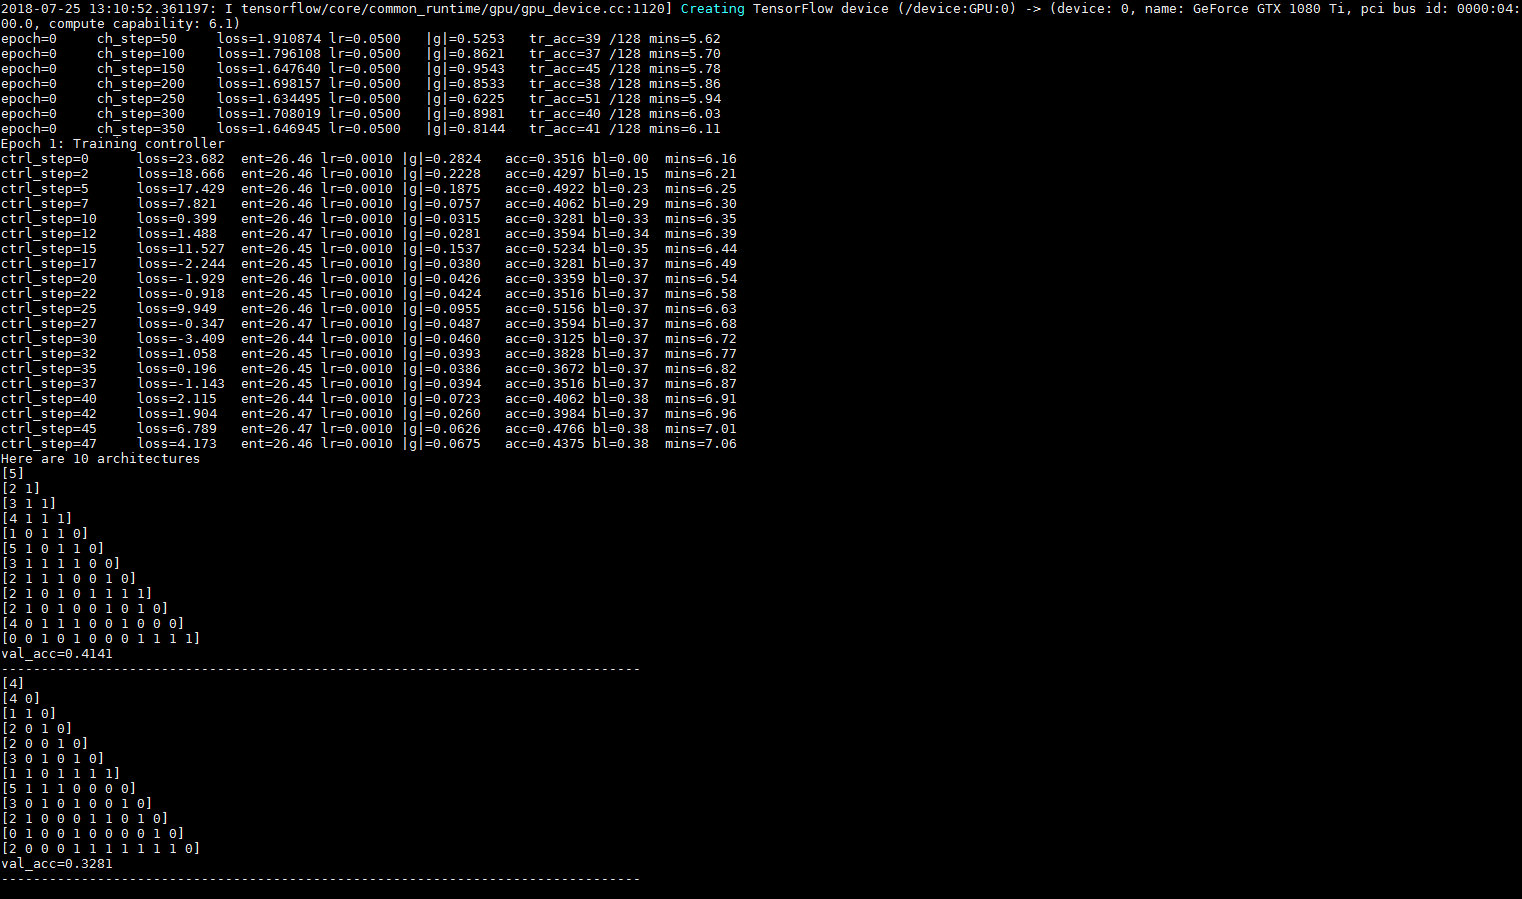 2018-07-25 13:10:52.361197: I tensorflow/core/common_runtime/gpu/gpu_device.cc:1120] Creating TensorFlow device (/device:GPU:0) -> (device: 0, name: GeForce GTX 1080 Ti, pci bus id: 0000:04:
00.0, compute capability: 6.1)
epoch=0     ch_step=50     loss=1.910874 lr=0.0500   |g|=0.5253   tr_acc=39 /128 mins=5.62
epoch=0     ch_step=100    loss=1.796108 lr=0.0500   |g|=0.8621   tr_acc=37 /128 mins=5.70
epoch=0     ch_step=150    loss=1.647640 lr=0.0500   |g|=0.9543   tr_acc=45 /128 mins=5.78
epoch=0     ch_step=200    loss=1.698157 lr=0.0500   |g|=0.8533   tr_acc=38 /128 mins=5.86
epoch=0     ch_step=250    loss=1.634495 lr=0.0500   |g|=0.6225   tr_acc=51 /128 mins=5.94
epoch=0     ch_step=300    loss=1.708019 lr=0.0500   |g|=0.8981   tr_acc=40 /128 mins=6.03
epoch=0     ch_step=350    loss=1.646945 lr=0.0500   |g|=0.8144   tr_acc=41 /128 mins=6.11
Epoch 1: Training controller
ctrl_step=0      loss=23.682  ent=26.46 lr=0.0010 |g|=0.2824   acc=0.3516 bl=0.00  mins=6.16
ctrl_step=2      loss=18.666  ent=26.46 lr=0.0010 |g|=0.2228   acc=0.4297 bl=0.15  mins=6.21
ctrl_step=5      loss=17.429  ent=26.46 lr=0.0010 |g|=0.1875   acc=0.4922 bl=0.23  mins=6.25
ctrl_step=7      loss=7.821   ent=26.46 lr=0.0010 |g|=0.0757   acc=0.4062 bl=0.29  mins=6.30
ctrl_step=10     loss=0.399   ent=26.46 lr=0.0010 |g|=0.0315   acc=0.3281 bl=0.33  mins=6.35
ctrl_step=12     loss=1.488   ent=26.47 lr=0.0010 |g|=0.0281   acc=0.3594 bl=0.34  mins=6.39
ctrl_step=15     loss=11.527  ent=26.45 lr=0.0010 |g|=0.1537   acc=0.5234 bl=0.35  mins=6.44
ctrl_step=17     loss=-2.244  ent=26.45 lr=0.0010 |g|=0.0380   acc=0.3281 bl=0.37  mins=6.49
ctrl_step=20     loss=-1.929  ent=26.46 lr=0.0010 |g|=0.0426   acc=0.3359 bl=0.37  mins=6.54
ctrl_step=22     loss=-0.918  ent=26.45 lr=0.0010 |g|=0.0424   acc=0.3516 bl=0.37  mins=6.58
ctrl_step=25     loss=9.949   ent=26.46 lr=0.0010 |g|=0.0955   acc=0.5156 bl=0.37  mins=6.63
ctrl_step=27     loss=-0.347  ent=26.47 lr=0.0010 |g|=0.0487   acc=0.3594 bl=0.37  mins=6.68
ctrl_step=30     loss=-3.409  ent=26.44 lr=0.0010 |g|=0.0460   acc=0.3125 bl=0.37  mins=6.72
ctrl_step=32     loss=1.058   ent=26.45 lr=0.0010 |g|=0.0393   acc=0.3828 bl=0.37  mins=6.77
ctrl_step=35     loss=0.196   ent=26.45 lr=0.0010 |g|=0.0386   acc=0.3672 bl=0.37  mins=6.82
ctrl_step=37     loss=-1.143  ent=26.45 lr=0.0010 |g|=0.0394   acc=0.3516 bl=0.37  mins=6.87
ctrl_step=40     loss=2.115   ent=26.44 lr=0.0010 |g|=0.0723   acc=0.4062 bl=0.38  mins=6.91
ctrl_step=42     loss=1.904   ent=26.47 lr=0.0010 |g|=0.0260   acc=0.3984 bl=0.37  mins=6.96
ctrl_step=45     loss=6.789   ent=26.47 lr=0.0010 |g|=0.0626   acc=0.4766 bl=0.38  mins=7.01
ctrl_step=47     loss=4.173   ent=26.46 lr=0.0010 |g|=0.0675   acc=0.4375 bl=0.38  mins=7.06
Here are 10 architectures
[5]
[2 1]
[3 1 1]
[4 1 1 1]
[1 0 1 1 0]
[5 1 0 1 1 0]
[3 1 1 1 1 0 0]
[2 1 1 1 0 0 1 0]
[2 1 0 1 0 1 1 1 1]
[2 1 0 1 0 0 1 0 1 0]
[4 0 1 1 1 0 0 1 0 0 0]
[0 0 1 0 1 0 0 0 1 1 1 1]
val_acc=0.4141
--------------------------------------------------------------------------------
[4]
[4 0]
[1 1 0]
[2 0 1 0]
[2 0 0 1 0]
[3 0 1 0 1 0]
[1 1 0 1 1 1 1]
[5 1 1 1 0 0 0 0]
[3 0 1 0 1 0 0 1 0]
[2 1 0 0 0 1 1 0 1 0]
[0 1 0 0 1 0 0 0 0 1 0]
[2 0 0 0 1 1 1 1 1 1 1 0]
val_acc=0.3281
--------------------------------------------------------------------------------